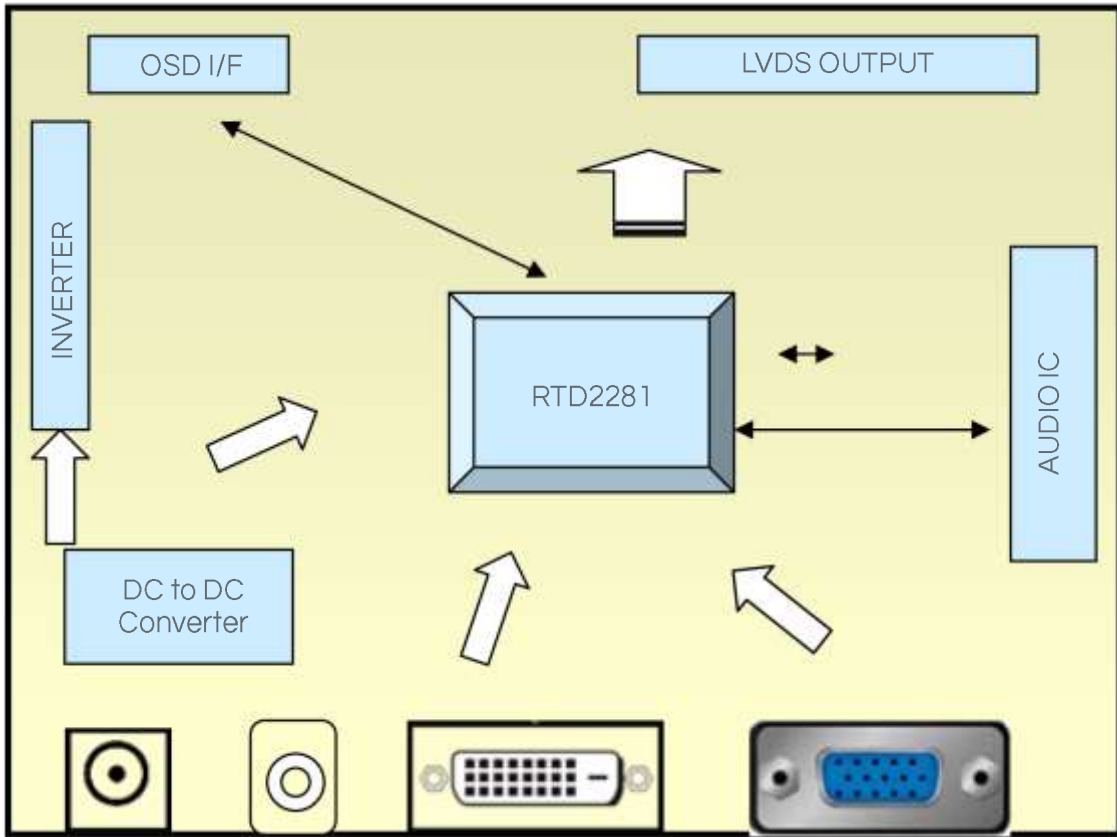 OSD I/F
LVDS OUTPUT
INVERTER
RTD2281
AUDIO IC
DC to DC
Converter